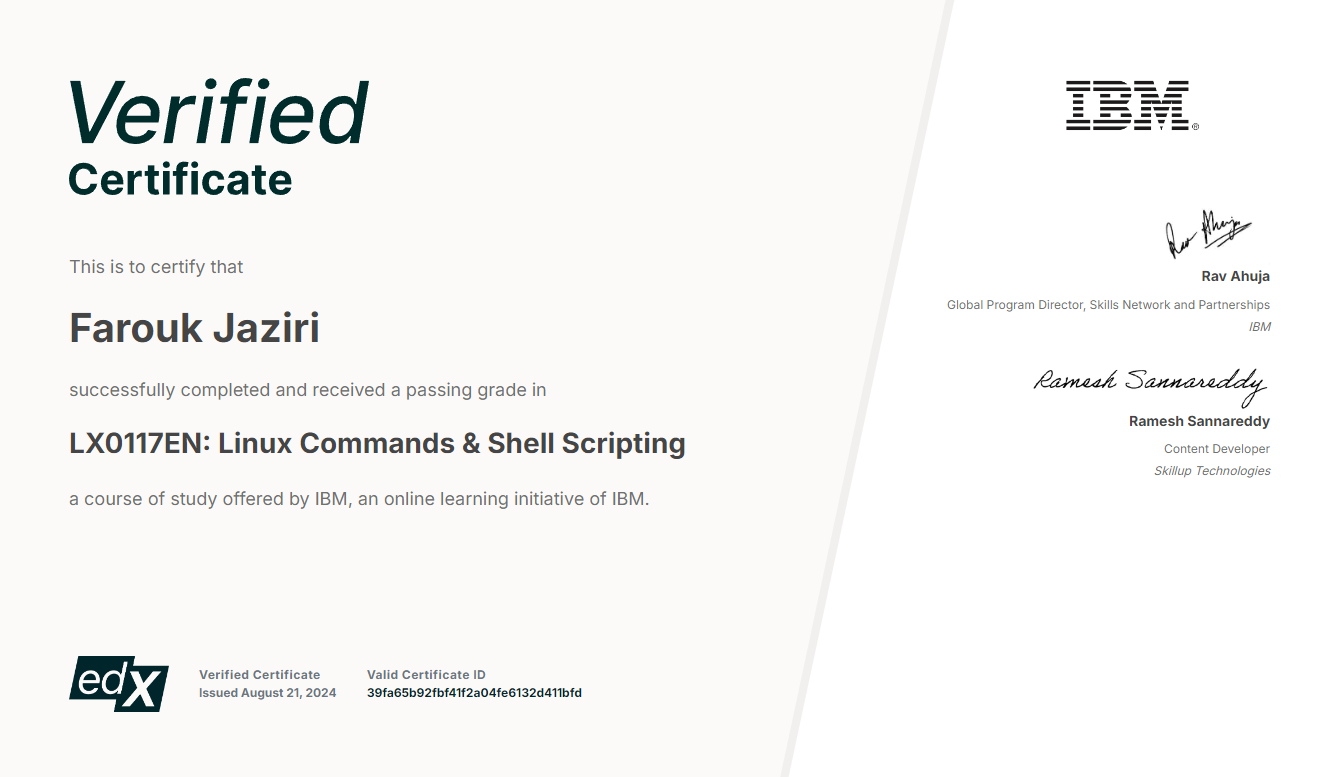 Verified
Certificate
This is to certify that
Farouk Jaziri
successfully completed and received a passing grade in
LX0117EN: Linux Commands & Shell Scripting
a course of study offered by IBM, an online learning initiative of IBM.
edX
Verified Certificate
Issued August 21, 2024
Valid Certificate ID
39fa65b92fbf41f2a04fe6132d411bfd
IBM®
Rav Ahuja
Rav Ahuja
Global Program Director, Skills Network and Partnerships
IBM
Ramesh Sannareddy
Ramesh Sannareddy
Content Developer
Skillup Technologies